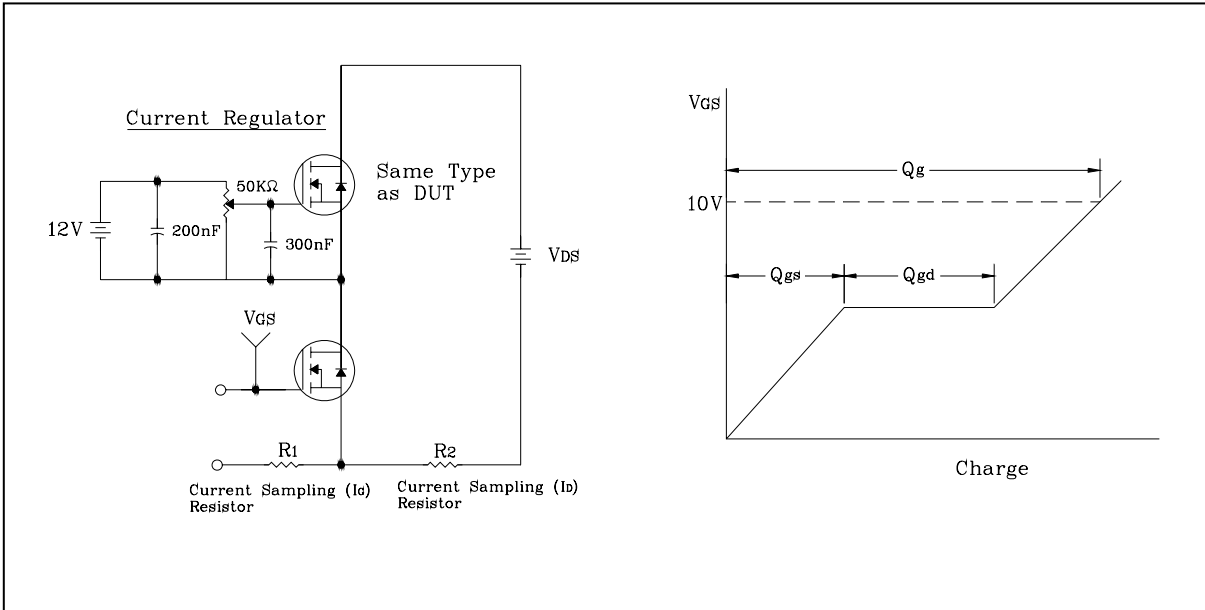 Current Regulator
Same Type
as DUT
50KΩ
12V
200nF
300nF
VDS
VGS
R1
R2
Current Sampling (IG)
Resistor
Current Sampling (ID)
Resistor
VGS
Qg
10V
Qgs
Qgd
Charge